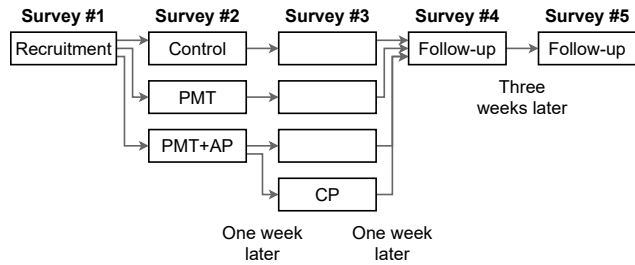 Survey #1 Survey #2 Survey #3 Survey #4 Survey #5
Recruitment Control Follow-up Follow-up
PMT
Three
weeks later
PMT+AP
CP
One week One week
later later